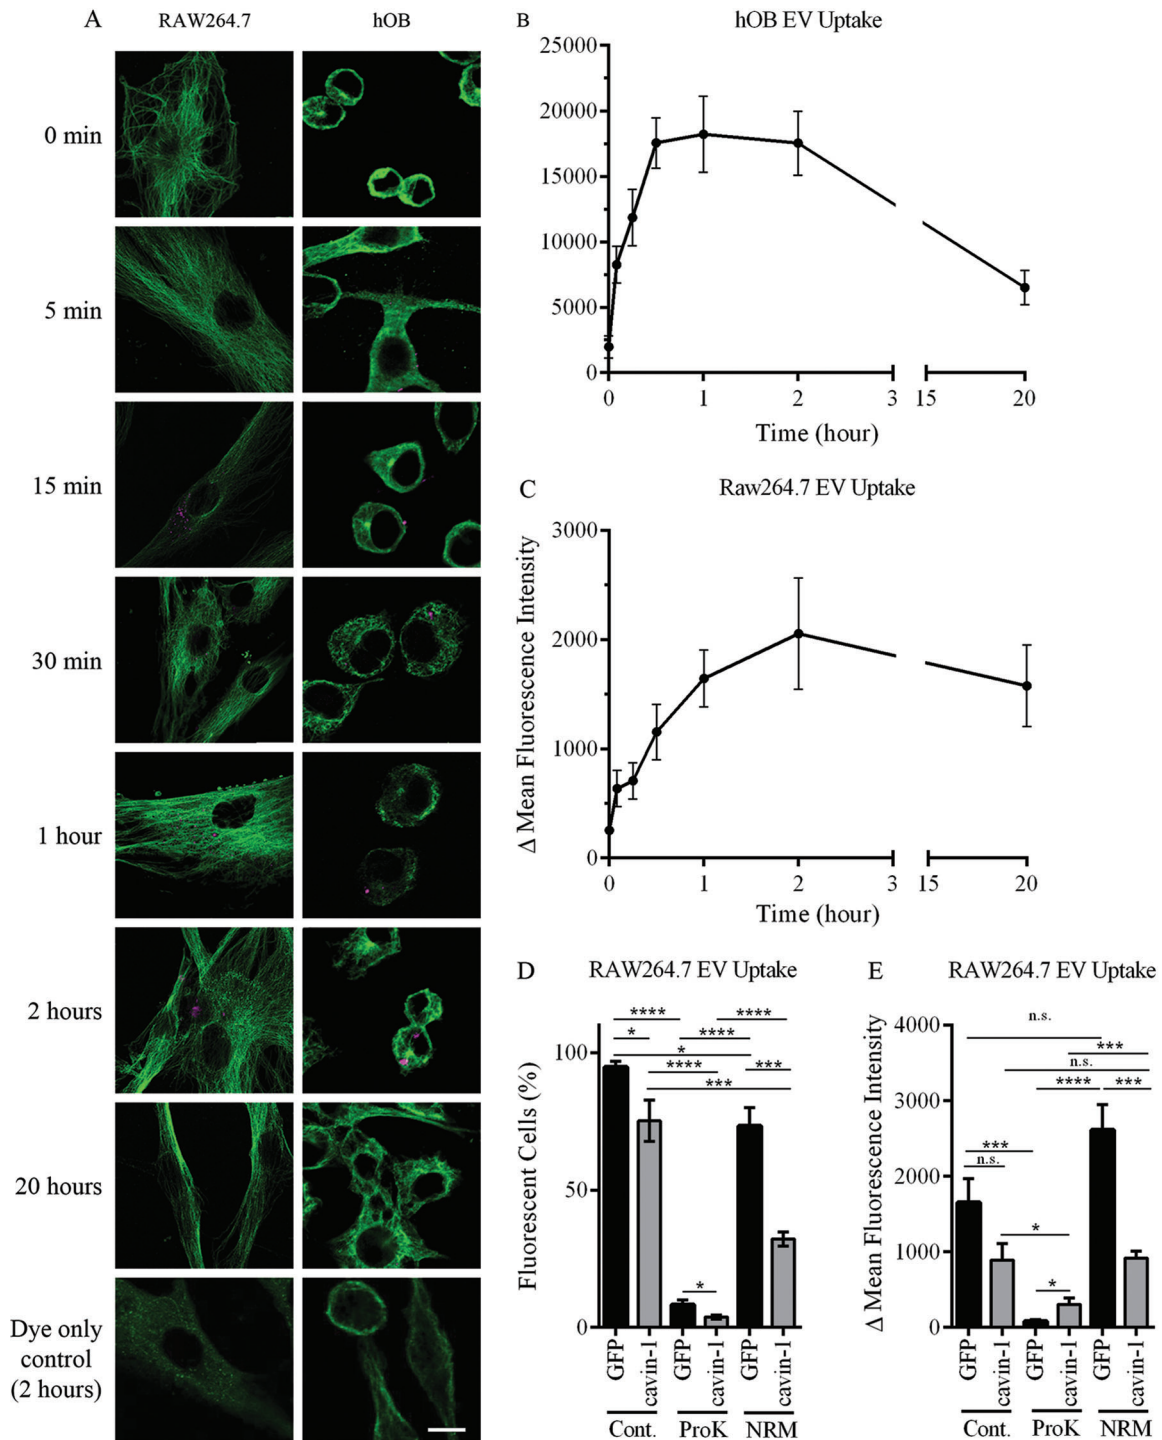 A
RAW264.7
hOB
0 min
5 min
15 min
30 min
1 hour
2 hours
20 hours
Dye only
control
(2 hours)
B
hOB EV Uptake
25000
20000
15000
10000
5000
0
0 1 2 3 15 20
Time (hour)
C
Raw264.7 EV Uptake
Δ Mean Fluorescence Intensity
3000
2000
1000
0
0 1 2 3 15 20
Time (hour)
D
RAW264.7 EV Uptake
Fluorescent Cells (%)
**** ****
* ****
*
**** ***
***
100
50
0
* 
GFP cavin-1 GFP cavin-1 GFP cavin-1
Cont. ProK NRM
E
RAW264.7 EV Uptake
Δ Mean Fluorescence Intensity
n.s.
***
n.s.
**** ***
***
n.s.
*
*
4000
3000
2000
1000
0
GFP cavin-1 GFP cavin-1 GFP cavin-1
Cont. ProK NRM